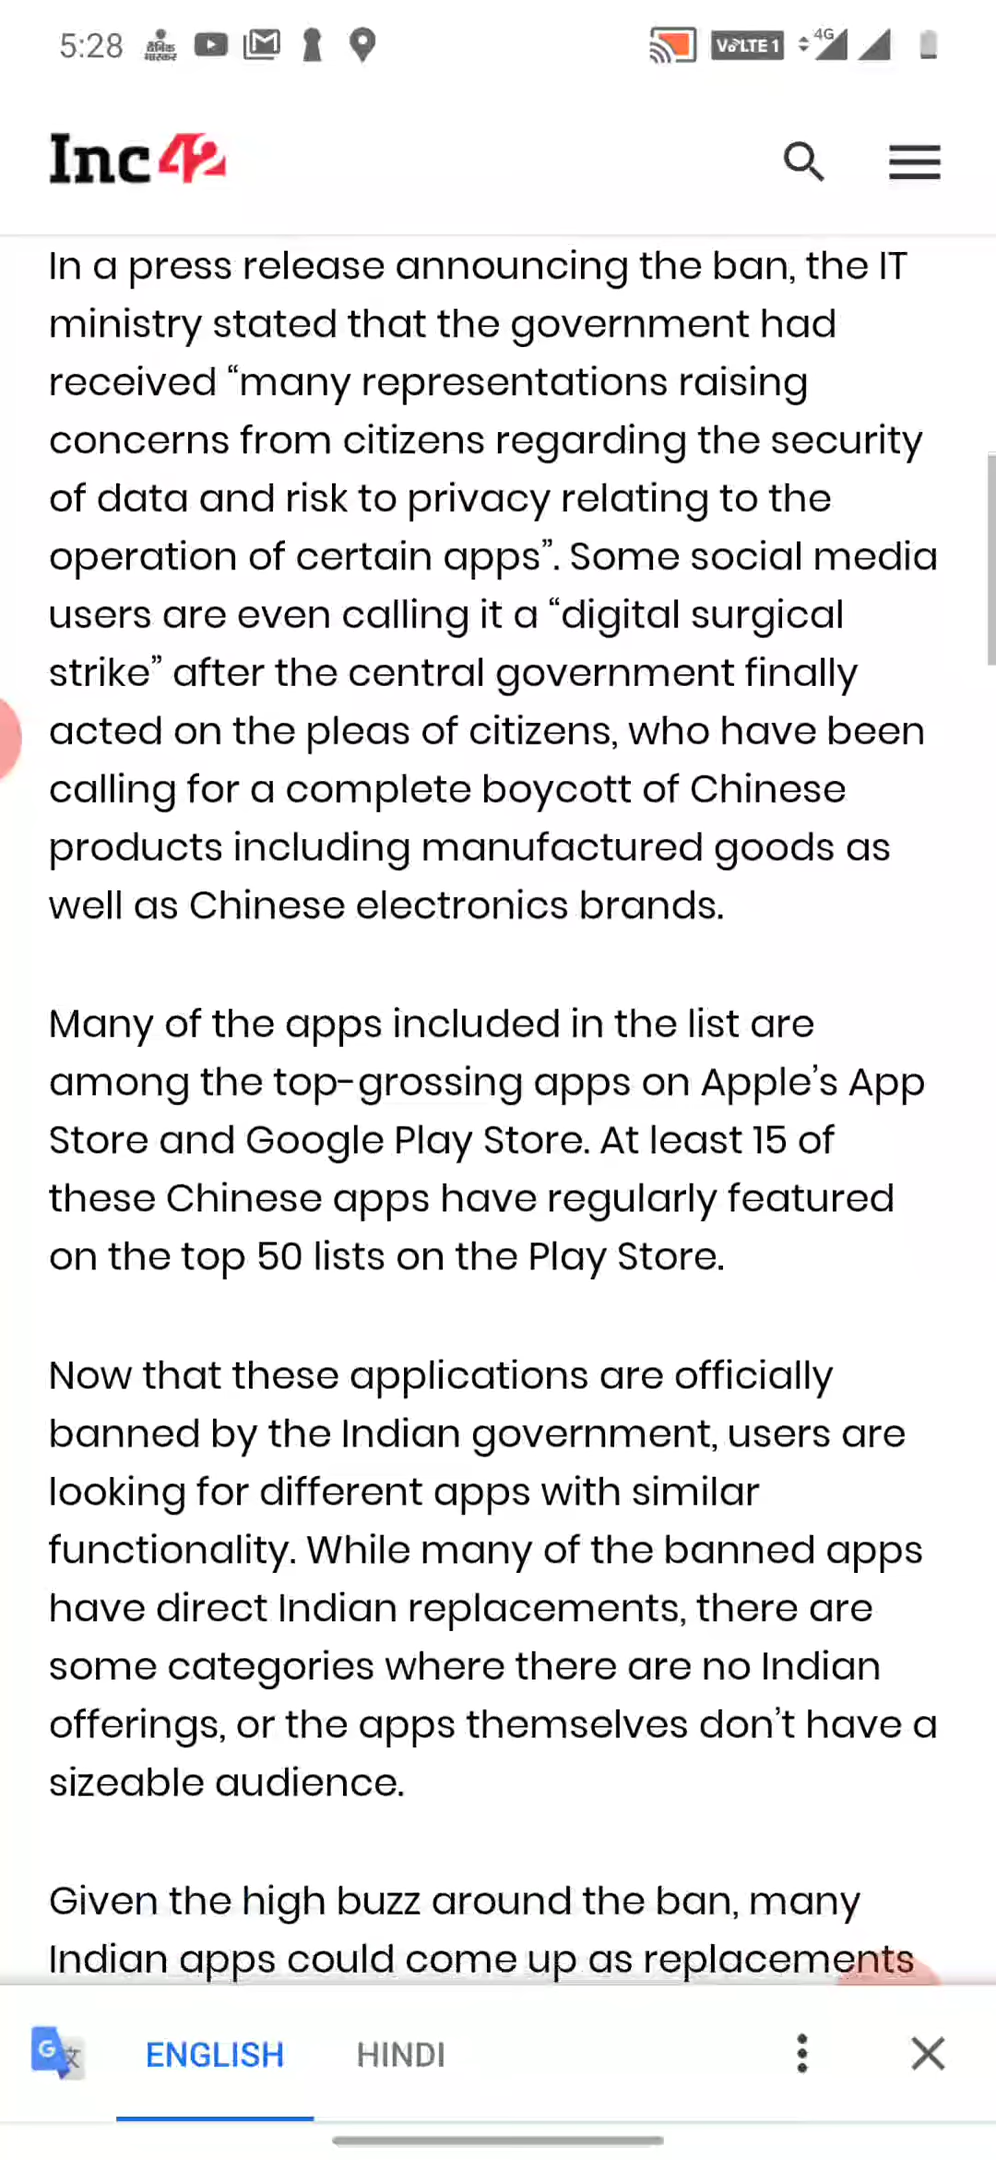 5:28 दैनिक भास्कर VoLTE 1 4G
Inc42
In a press release announcing the ban, the IT
ministry stated that the government had
received “many representations raising
concerns from citizens regarding the security
of data and risk to privacy relating to the
operation of certain apps”. Some social media
users are even calling it a “digital surgical
strike” after the central government finally
acted on the pleas of citizens, who have been
calling for a complete boycott of Chinese
products including manufactured goods as
well as Chinese electronics brands.
Many of the apps included in the list are
among the top-grossing apps on Apple’s App
Store and Google Play Store. At least 15 of
these Chinese apps have regularly featured
on the top 50 lists on the Play Store.
Now that these applications are officially
banned by the Indian government, users are
looking for different apps with similar
functionality. While many of the banned apps
have direct Indian replacements, there are
some categories where there are no Indian
offerings, or the apps themselves don’t have a
sizeable audience.
Given the high buzz around the ban, many
Indian apps could come up as replacements
G 文 ENGLISH HINDI